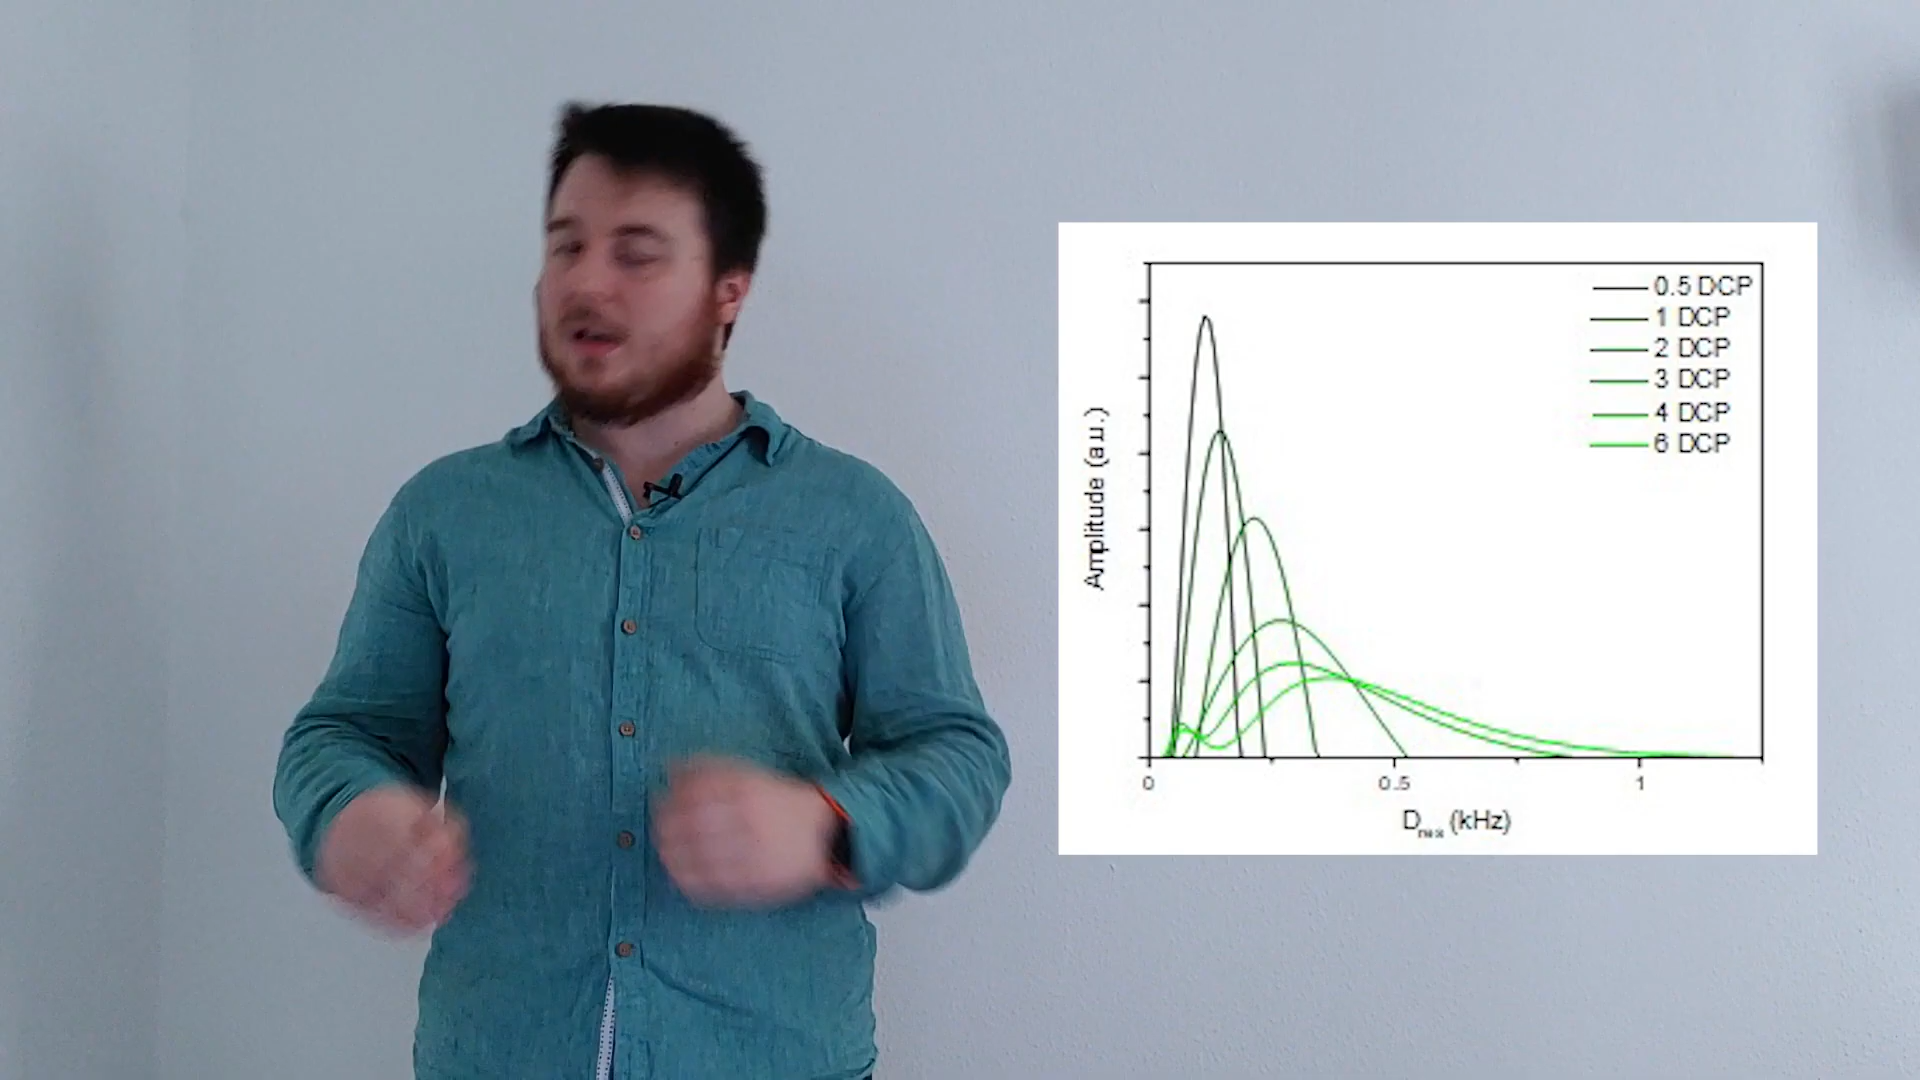 0.5 DCP
1 DCP
2 DCP
3 DCP
4 DCP
6 DCP
Amplitude (a.u.)
0
0.5
1
D_res (kHz)